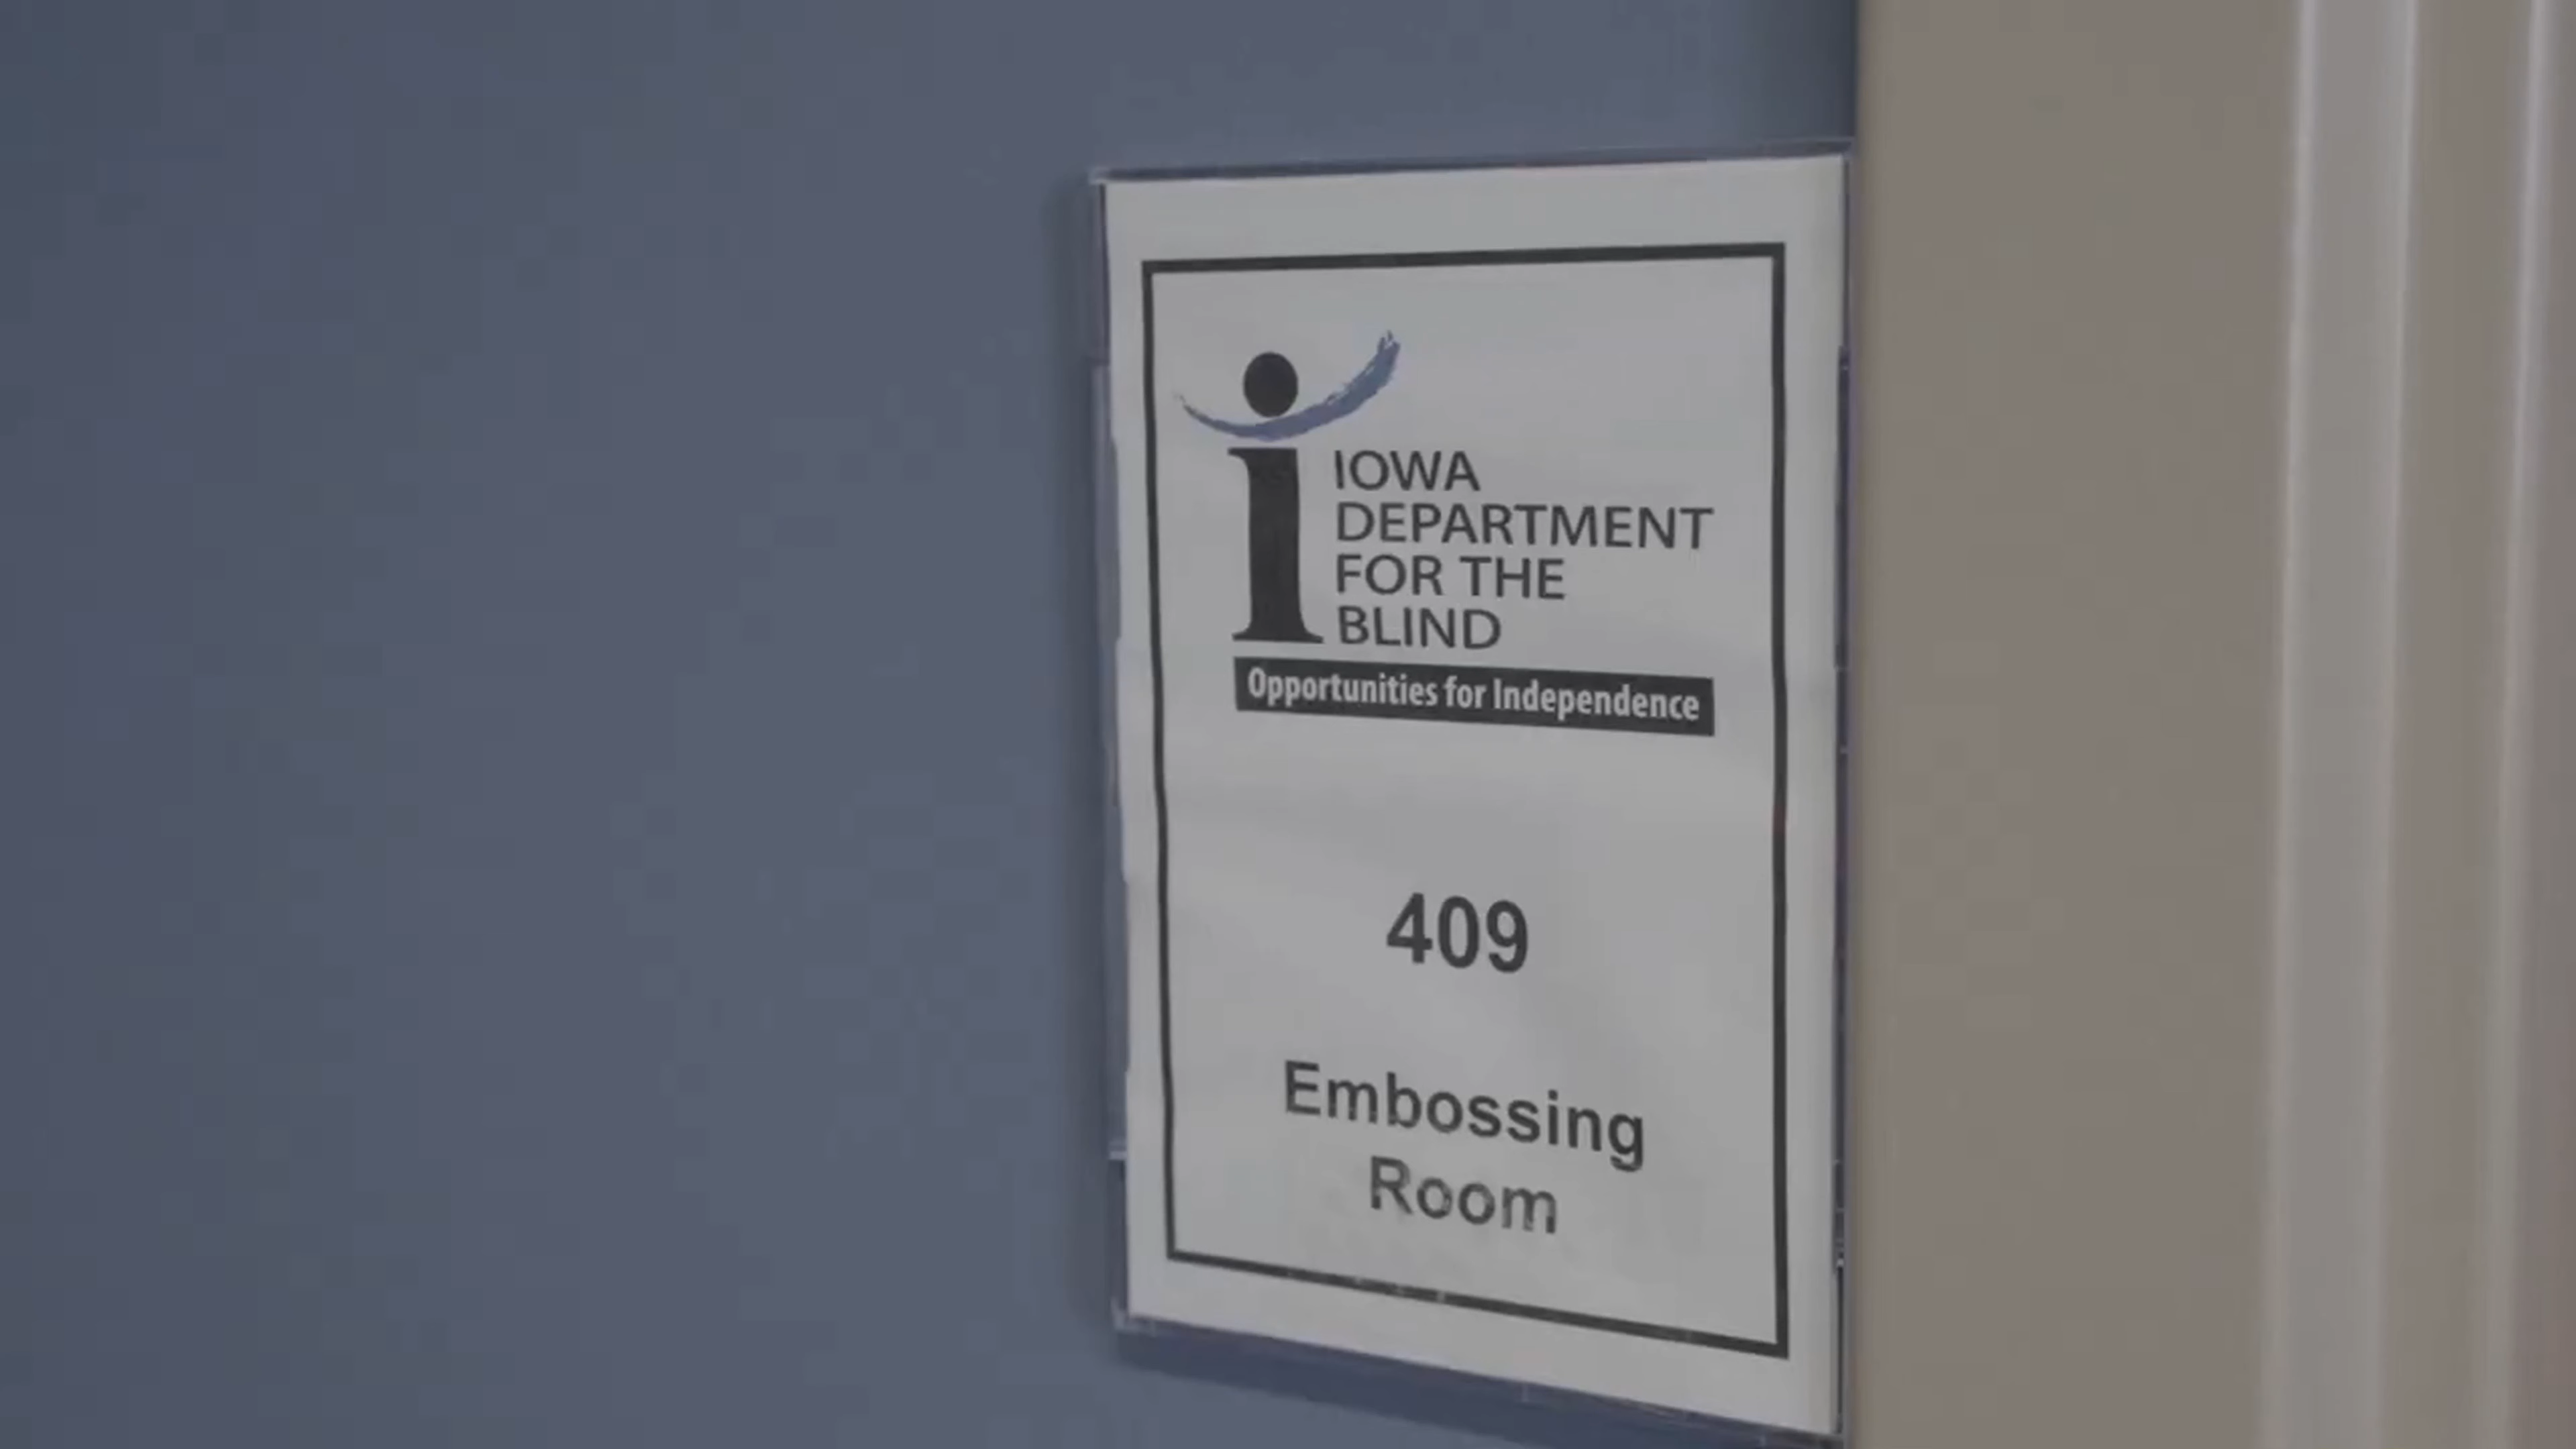 IOWA
DEPARTMENT
FOR THE
BLIND
Opportunities for Independence
409
Embossing
Room